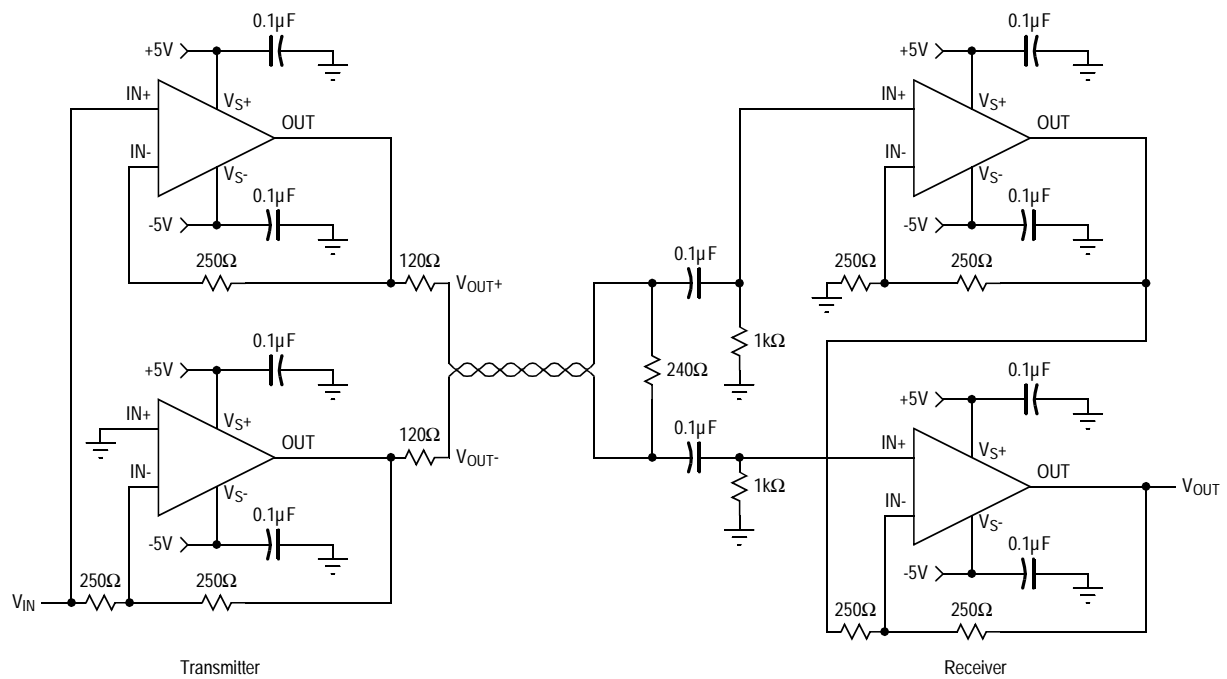 0.1µF
+5V
IN+
VS+
OUT
IN-
VS-
0.1µF
-5V
250Ω
120Ω
VOUT+
0.1µF
+5V
IN+
VS+
OUT
120Ω
VOUT-
IN-
VS-
0.1µF
-5V
250Ω
250Ω
VIN
Transmitter
0.1µF
1kΩ
240Ω
0.1µF
1kΩ
0.1µF
+5V
IN+
VS+
OUT
IN-
VS-
0.1µF
-5V
250Ω
250Ω
0.1µF
+5V
IN+
VS+
OUT
VOUT
IN-
VS-
0.1µF
-5V
250Ω
250Ω
Receiver